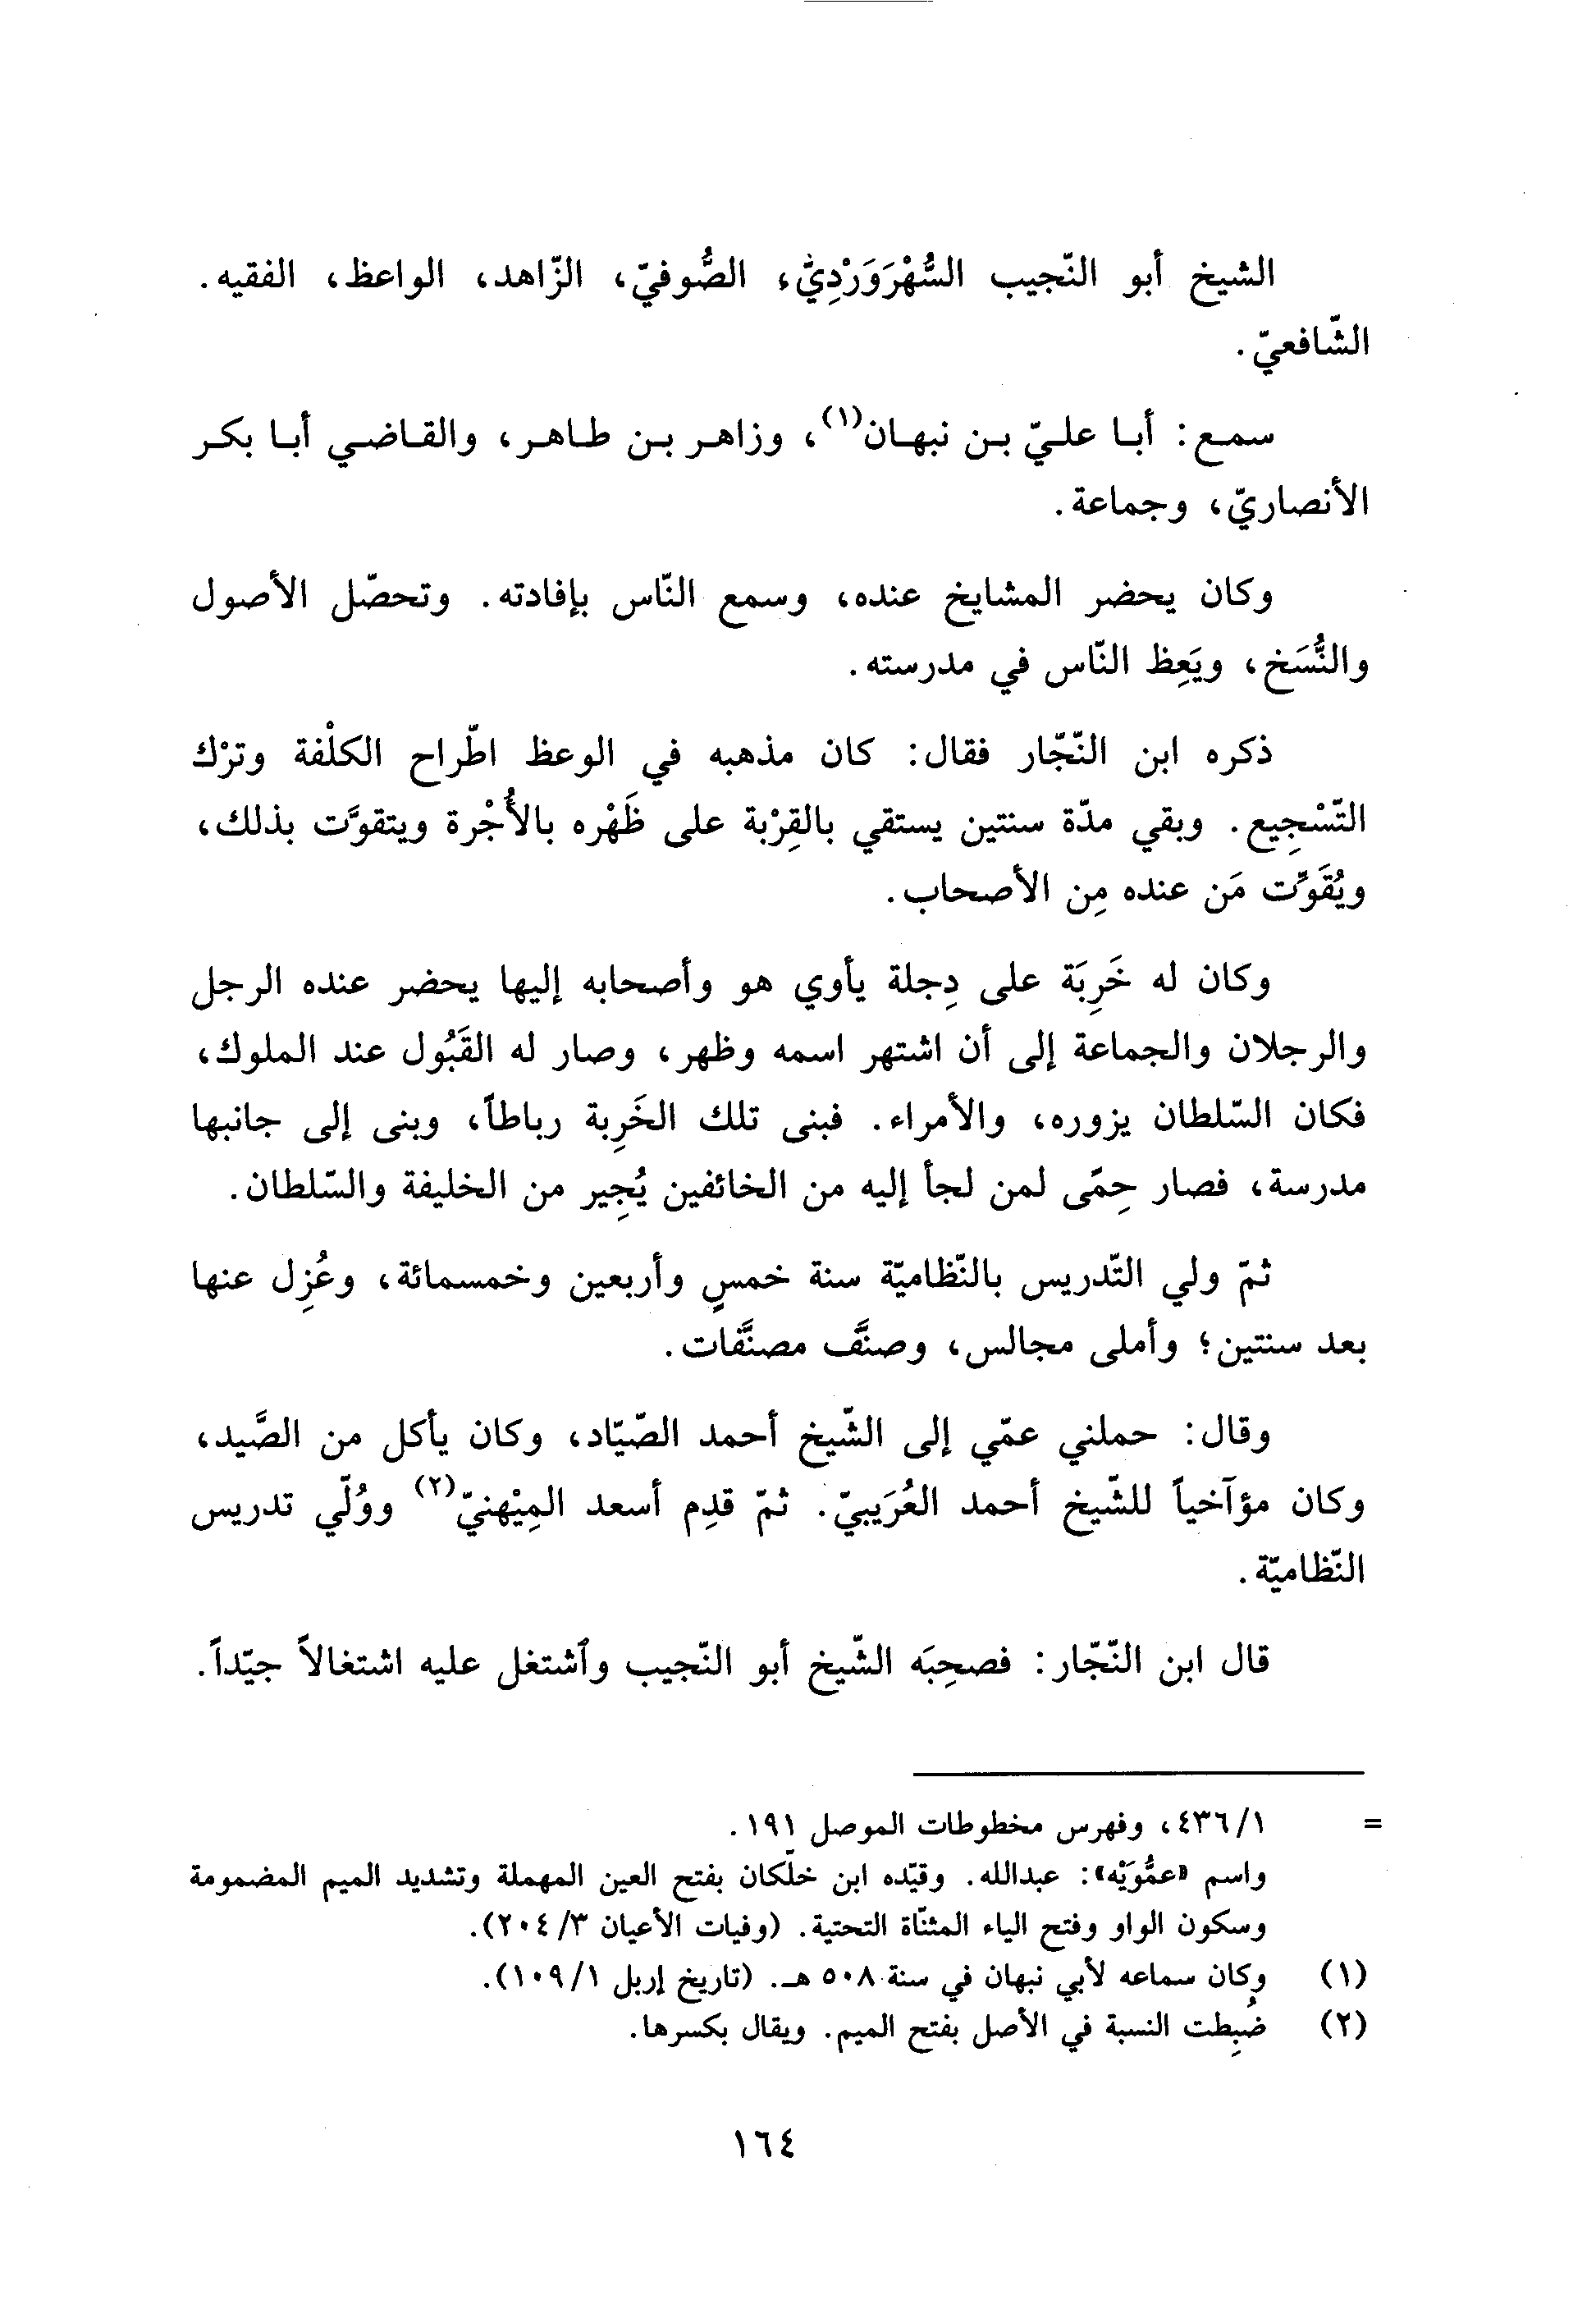 الشيخ أبو النّجيب السُّهْرَوَرْدِيّ، الصُّوفيّ، الزّاهد، الواعظ، الفقيه.
الشّافعيّ.
سمع: أبا عليّ بن نبهان(١)، وزاهر بن طاهر، والقاضي أبا بكر
الأنصاريّ، وجماعة.
وكان يحضر المشايخ عنده، وسمع النّاس بإفادته. وتحصّل الأصول
والنُّسَخ، ويَعِظ النّاس في مدرسته.
ذكره ابن النّجّار فقال: كان مذهبه في الوعظ اطّراح الكلْفة وترْك
التّسْجِيع. وبقي مدّة سنتين يستقي بالقِرْبة على ظَهْره بالأُجْرة ويتقوَّت بذلك،
ويُقَوِّت مَن عنده مِن الأصحاب.
وكان له خَرِبَة على دِجلة يأوي هو وأصحابه إليها يحضر عنده الرجل
والرجلان والجماعة إلى أن اشتهر اسمه وظهر، وصار له القَبُول عند الملوك،
فكان السّلطان يزوره، والأمراء. فبنى تلك الخَرِبة رباطاً، وبنى إلى جانبها
مدرسة، فصار حِمًى لمن لجأ إليه من الخائفين يُجِير من الخليفة والسّلطان.
ثمّ ولي التّدريس بالنّظاميّة سنة خمسٍ وأربعين وخمسمائة، وعُزِل عنها
بعد سنتين؛ وأملى مجالس، وصنَّف مصنَّفات.
وقال: حملني عمّي إلى الشّيخ أحمد الصّيّاد، وكان يأكل من الصَّيد،
وكان مؤآخياً للشّيخ أحمد العُرَيبيّ. ثمّ قدِم أسعد المِيْهنيّ(٢) ووُلّي تدريس
النّظاميّة.
قال ابن النّجّار: فصحِبَه الشّيخ أبو النّجيب وٱشتغل عليه اشتغالاً جيّداً.
= ٤٣٦/١، وفهرس مخطوطات الموصل ١٩١.
واسم «عمُّوَيْه»: عبدالله. وقيّده ابن خلّكان بفتح العين المهملة وتشديد الميم المضمومة
وسكون الواو وفتح الياء المثنّاة التحتية. (وفيات الأعيان ٢٠٤/٣).
(١) وكان سماعه لأبي نبهان في سنة ٥٠٨ هـ. (تاريخ إربل ١٠٩/١).
(٢) ضُبِطت النسبة في الأصل بفتح الميم. ويقال بكسرها.
١٦٤